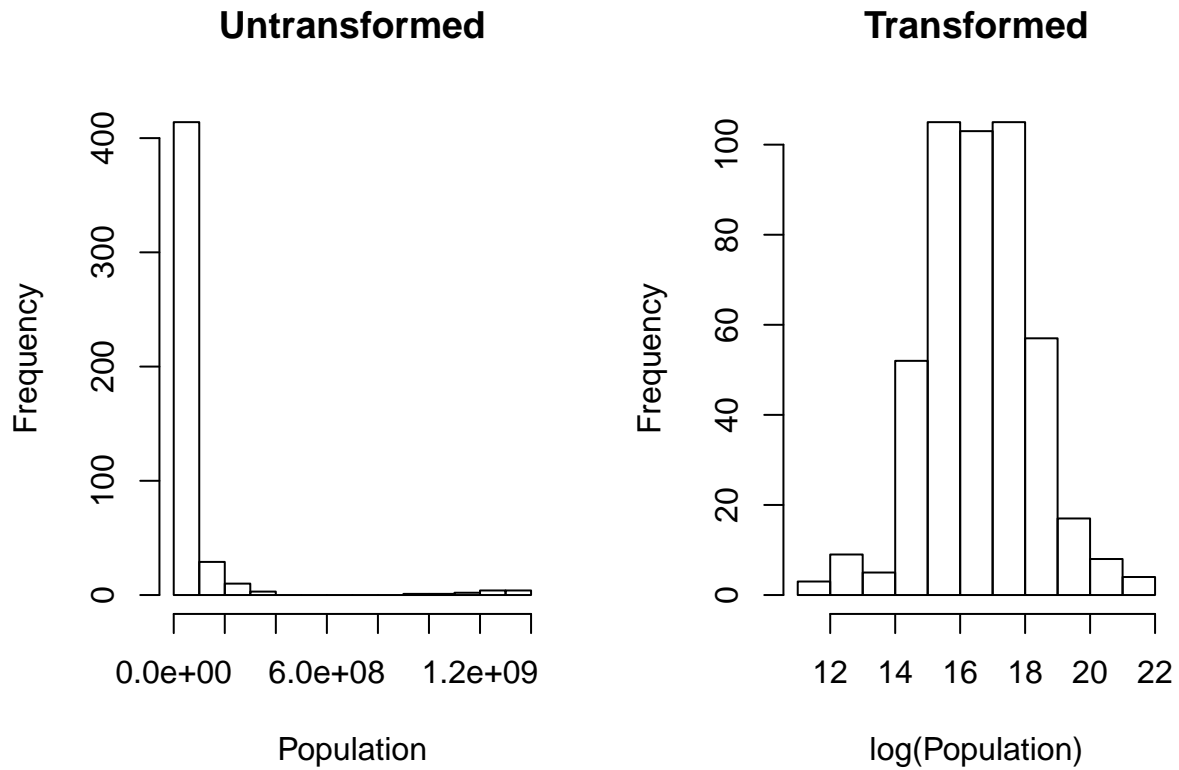 Untransformed
Frequency
0
100
200
300
400
0.0e+00 6.0e+08 1.2e+09
Population
Transformed
Frequency
0
20
40
60
80
100
12 14 16 18 20 22
log(Population)